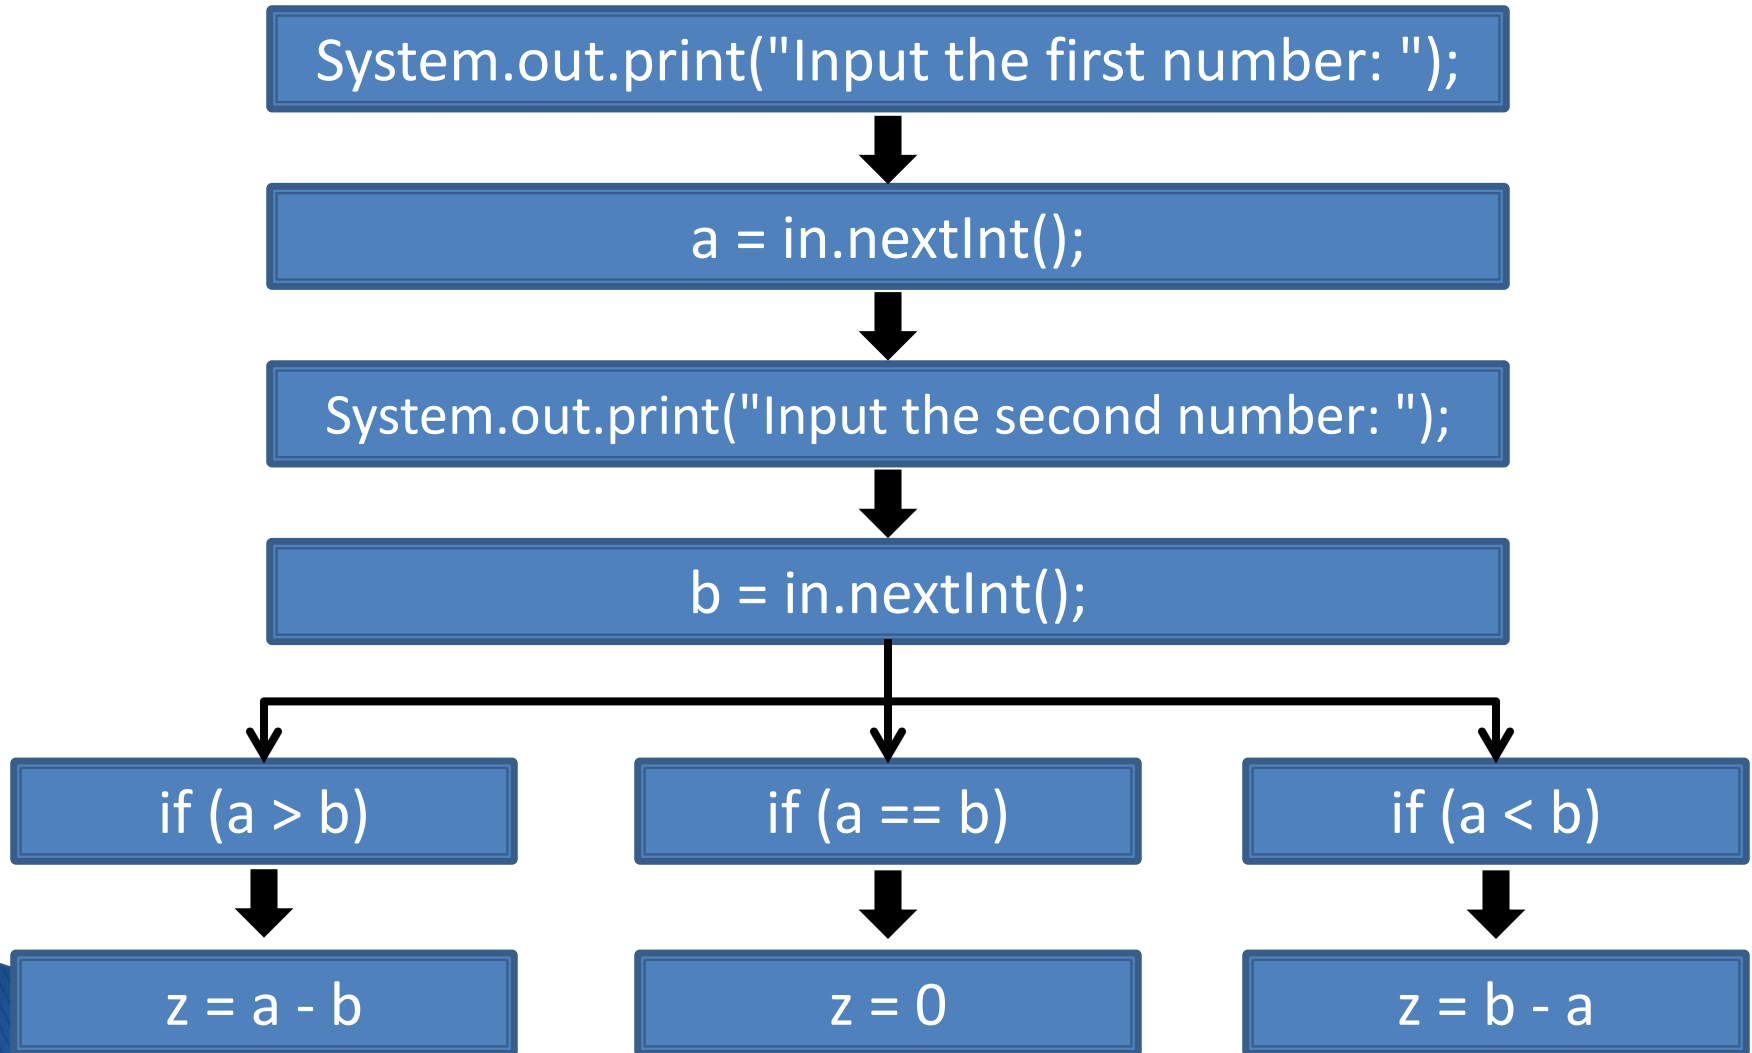 System.out.print("Input the first number: ");
a = in.nextInt();
System.out.print("Input the second number: ");
b = in.nextInt();
if (a > b)
if (a == b)
if (a < b)
z = a - b
z = 0
z = b - a